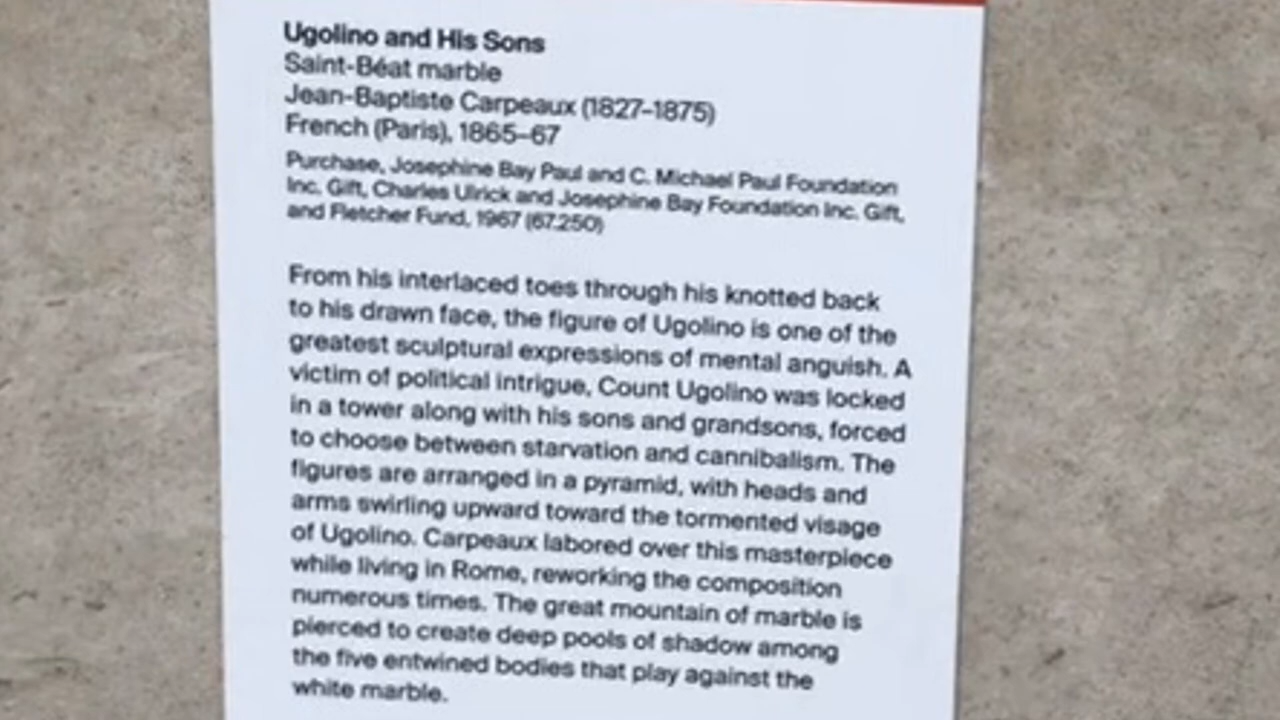 Ugolino and His Sons
Saint-Béat marble
Jean-Baptiste Carpeaux (1827–1875)
French (Paris), 1865–67
Purchase, Josephine Bay Paul and C. Michael Paul Foundation
Inc. Gift, Charles Ulrick and Josephine Bay Foundation Inc. Gift,
and Fletcher Fund, 1967 (67.250)
From his interlaced toes through his knotted back
to his drawn face, the figure of Ugolino is one of the
greatest sculptural expressions of mental anguish. A
victim of political intrigue, Count Ugolino was locked
in a tower along with his sons and grandsons, forced
to choose between starvation and cannibalism. The
figures are arranged in a pyramid, with heads and
arms swirling upward toward the tormented visage
of Ugolino. Carpeaux labored over this masterpiece
while living in Rome, reworking the composition
numerous times. The great mountain of marble is
pierced to create deep pools of shadow among
the five entwined bodies that play against the
white marble.